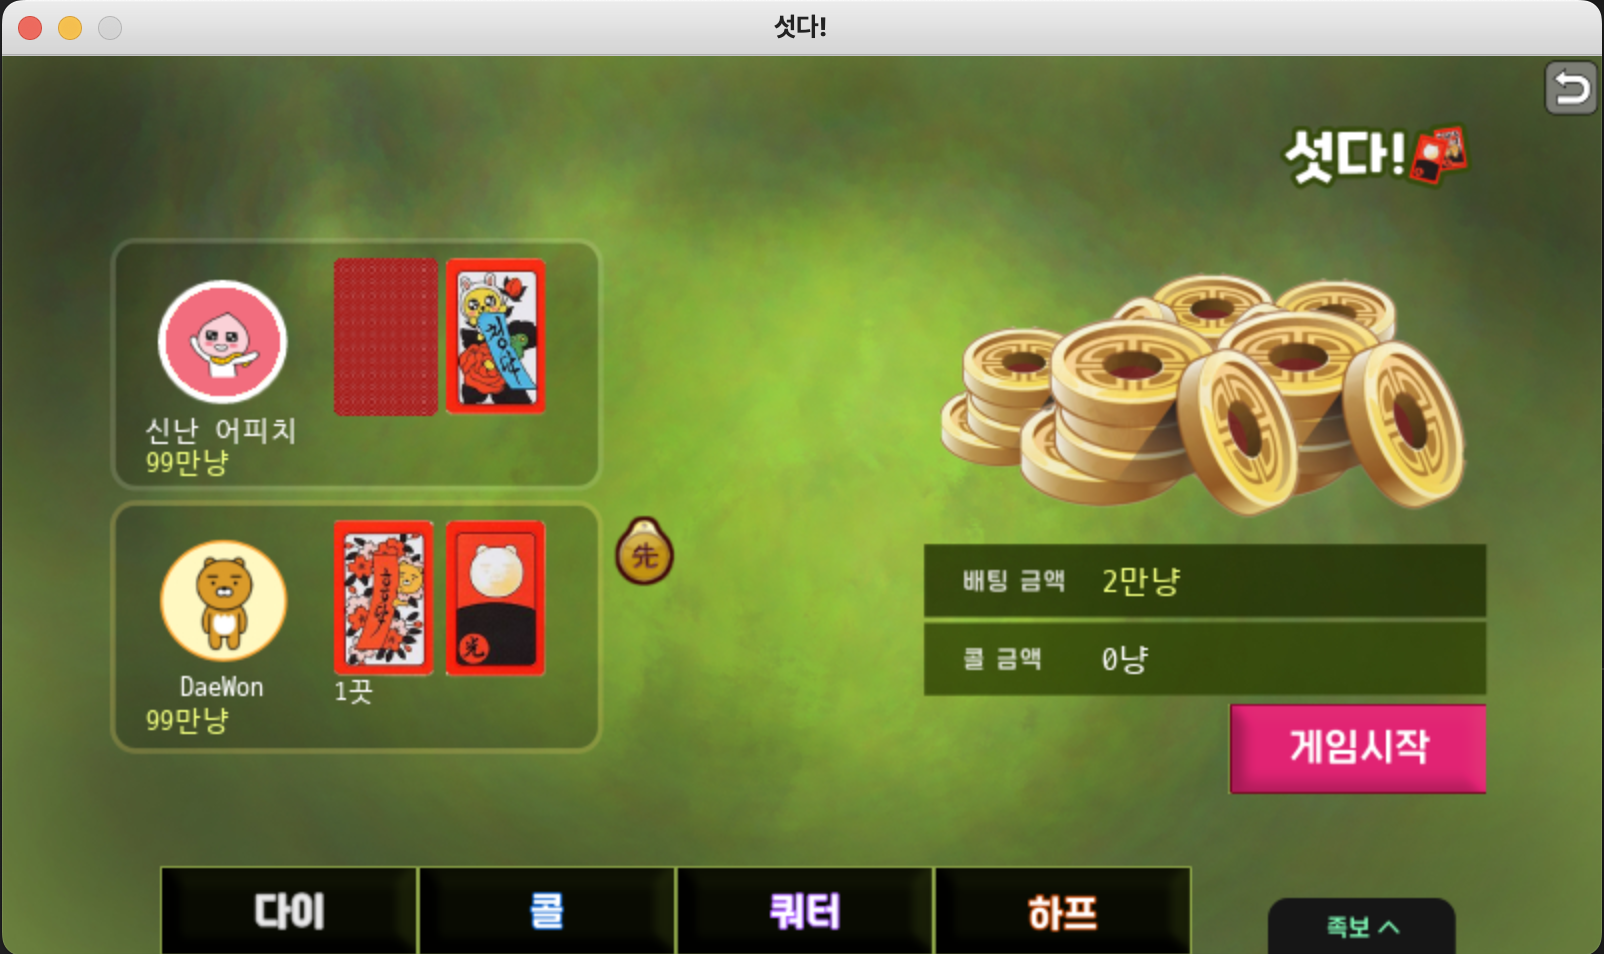 섯다!
섯다!
청단
신난 어피치
99만냥
先
홍단
光
DaeWon
1끗
99만냥
배팅 금액 2만냥
콜 금액 0냥
게임시작
다이 콜 쿼터 하프
족보